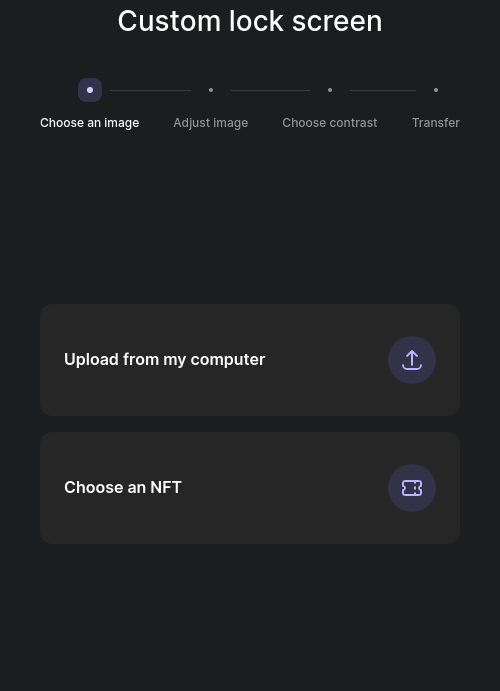 Custom lock screen
Choose an image
Adjust image
Choose contrast
Transfer
Upload from my computer
Choose an NFT